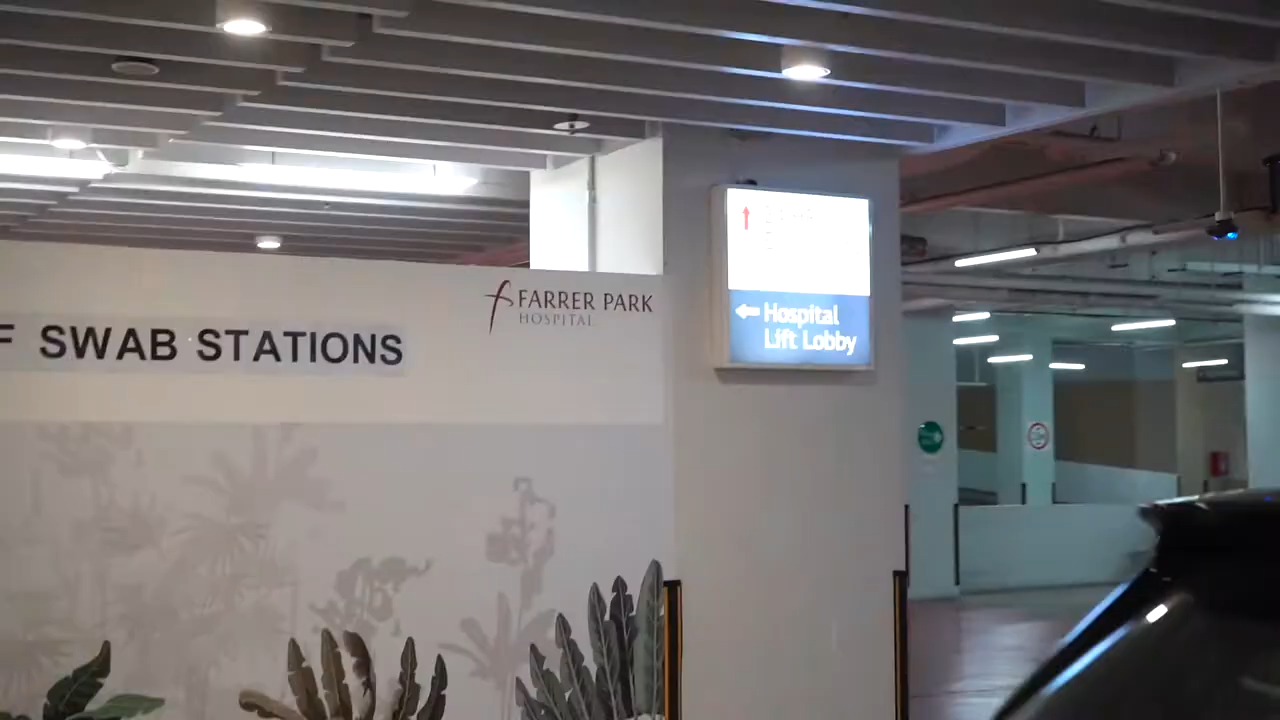 F SWAB STATIONS
FARRER PARK
HOSPITAL
Hospital
Lift Lobby